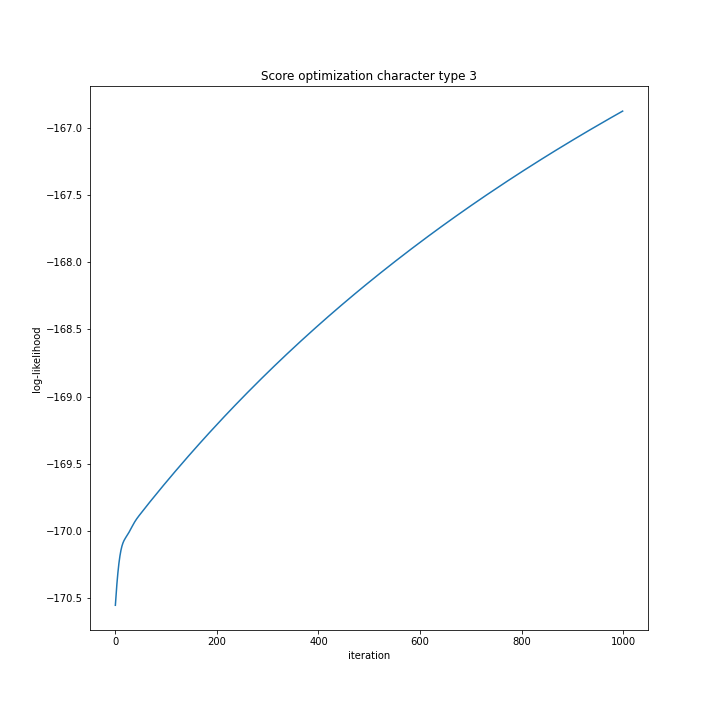 Score optimization character type 3
−167.0
−167.5
−168.0
−168.5
−169.0
−169.5
−170.0
−170.5
log-likelihood
0 200 400 600 800 1000
iteration